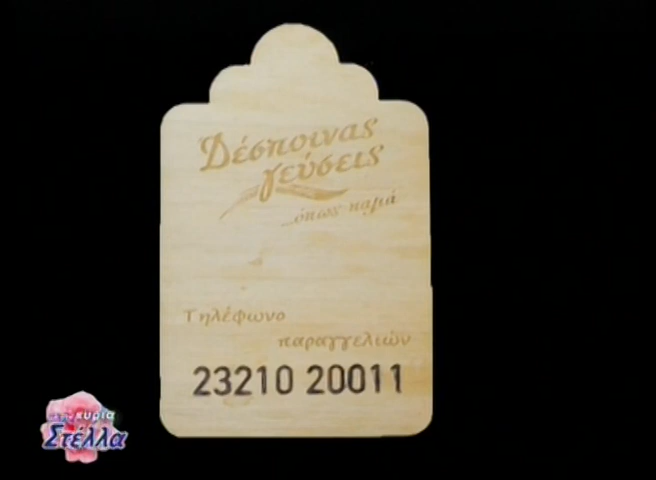 Δέσποινας
γεύσεις
...όπως παλιά
Τηλέφωνο
παραγγελιών
23210 20011
κυρία
Στέλλα